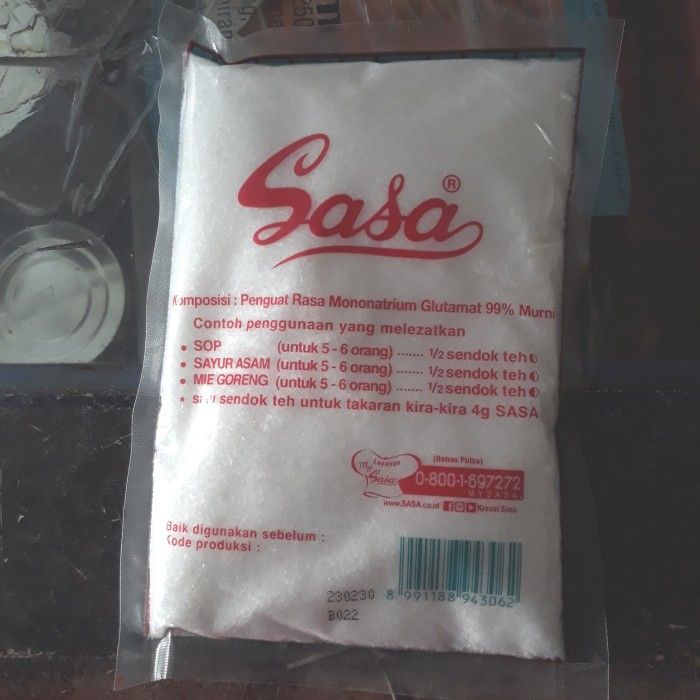 Sasa®
Komposisi : Penguat Rasa Mononatrium Glutamat 99% Murni
Contoh penggunaan yang melezatkan
• SOP (untuk 5 - 6 orang) ....... 1/2 sendok teh
• SAYUR ASAM (untuk 5 - 6 orang) ....... 1/2 sendok teh
• MIE GORENG (untuk 5 - 6 orang) ....... 1/2 sendok teh
★ satu sendok teh untuk takaran kira-kira 4g SASA
Layanan
My Sasa
(Bebas Pulsa)
0-800-1-697272
MYSASA
www.SASA.co.id Kreasi Sasa
Baik digunakan sebelum :
Kode produksi :
230230
B022
8 991188 943062